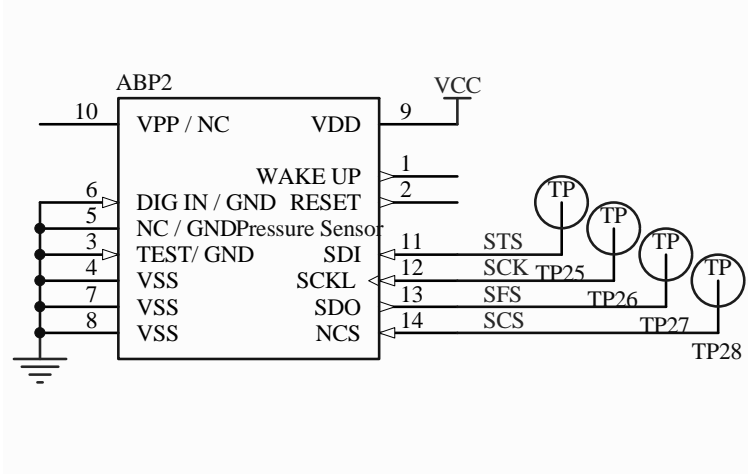 ABP2
VCC
10 VPP / NC VDD 9
WAKE UP 1
6 DIG IN / GND RESET 2
5 NC / GND Pressure Sensor
3 TEST/ GND SDI 11 STS TP
4 VSS SCKL 12 SCK TP25 TP
7 VSS SDO 13 SFS TP26 TP
8 VSS NCS 14 SCS TP27 TP
TP28